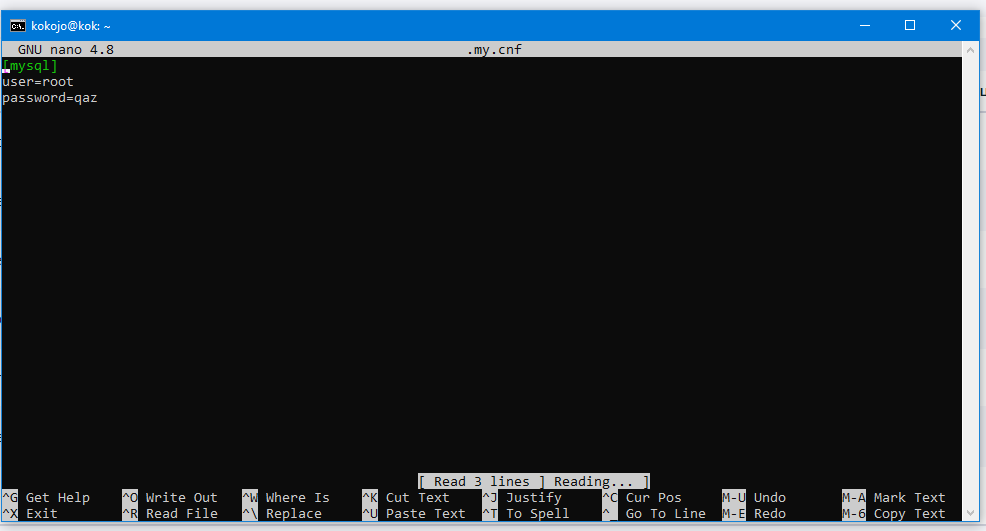 kokojo@kok: ~
GNU nano 4.8 .my.cnf
[mysql]
user=root
password=qaz
[ Read 3 lines ] Reading... ]
^G Get Help ^O Write Out ^W Where Is ^K Cut Text ^J Justify ^C Cur Pos M-U Undo M-A Mark Text
^X Exit ^R Read File ^\ Replace ^U Paste Text ^T To Spell ^_ Go To Line M-E Redo M-6 Copy Text